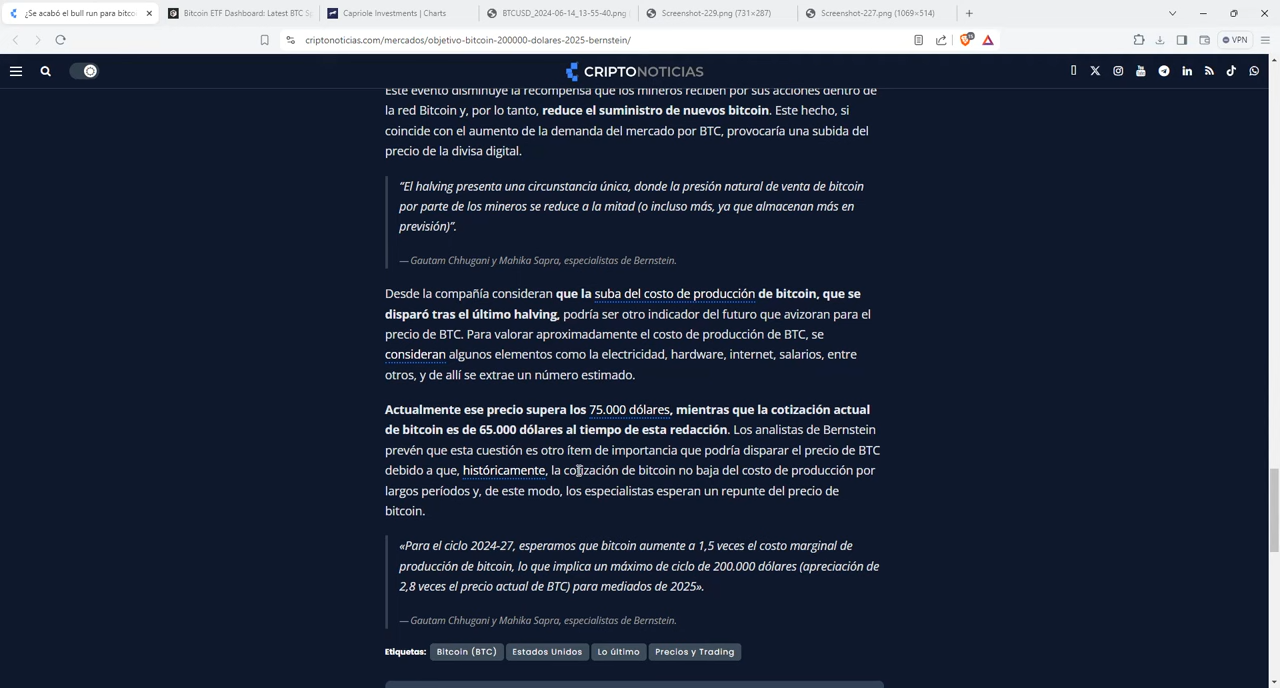 ¿Se acabó el bull run para bitco
Bitcoin ETF Dashboard: Latest BTC S
Capriole Investments | Charts
BTCUSD_2024-06-14_13-55-40.png
Screenshot-229.png (731×287)
Screenshot-227.png (1069×514)
criptonoticias.com/mercados/objetivo-bitcoin-200000-dolares-2025-bernstein/
VPN
CRIPTONOTICIAS
Este evento disminuye la recompensa que los mineros reciben por sus acciones dentro de
la red Bitcoin y, por lo tanto, reduce el suministro de nuevos bitcoin. Este hecho, si
coincide con el aumento de la demanda del mercado por BTC, provocaría una subida del
precio de la divisa digital.
“El halving presenta una circunstancia única, donde la presión natural de venta de bitcoin
por parte de los mineros se reduce a la mitad (o incluso más, ya que almacenan más en
previsión)”.
— Gautam Chhugani y Mahika Sapra, especialistas de Bernstein.
Desde la compañía consideran que la suba del costo de producción de bitcoin, que se
disparó tras el último halving, podría ser otro indicador del futuro que avizoran para el
precio de BTC. Para valorar aproximadamente el costo de producción de BTC, se
consideran algunos elementos como la electricidad, hardware, internet, salarios, entre
otros, y de allí se extrae un número estimado.
Actualmente ese precio supera los 75.000 dólares, mientras que la cotización actual
de bitcoin es de 65.000 dólares al tiempo de esta redacción. Los analistas de Bernstein
prevén que esta cuestión es otro ítem de importancia que podría disparar el precio de BTC
debido a que, históricamente, la cotización de bitcoin no baja del costo de producción por
largos períodos y, de este modo, los especialistas esperan un repunte del precio de
bitcoin.
«Para el ciclo 2024-27, esperamos que bitcoin aumente a 1,5 veces el costo marginal de
producción de bitcoin, lo que implica un máximo de ciclo de 200.000 dólares (apreciación de
2,8 veces el precio actual de BTC) para mediados de 2025».
— Gautam Chhugani y Mahika Sapra, especialistas de Bernstein.
Etiquetas: Bitcoin (BTC) Estados Unidos Lo último Precios y Trading